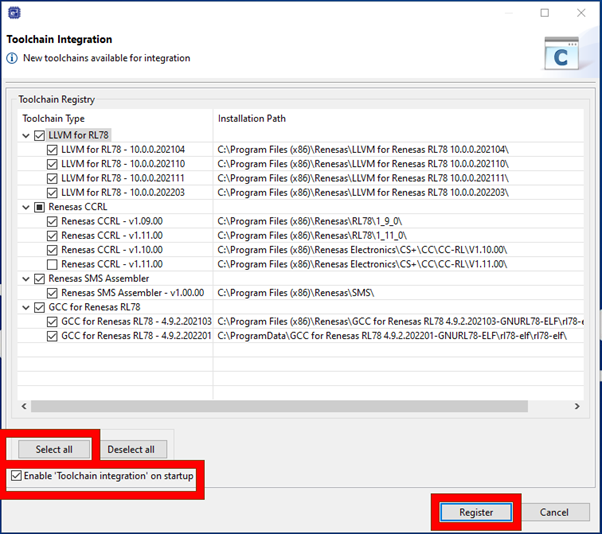 Toolchain Integration
New toolchains available for integration
C
Toolchain Registry
Toolchain Type Installation Path
LLVM for RL78
LLVM for RL78 - 10.0.0.202104 C:\Program Files (x86)\Renesas\LLVM for Renesas RL78 10.0.0.202104\
LLVM for RL78 - 10.0.0.202110 C:\Program Files (x86)\Renesas\LLVM for Renesas RL78 10.0.0.202110\
LLVM for RL78 - 10.0.0.202111 C:\Program Files (x86)\Renesas\LLVM for Renesas RL78 10.0.0.202111\
LLVM for RL78 - 10.0.0.202203 C:\Program Files (x86)\Renesas\LLVM for Renesas RL78 10.0.0.202203\
Renesas CCRL
Renesas CCRL - v1.09.00 C:\Program Files (x86)\Renesas\RL78\1_9_0\
Renesas CCRL - v1.11.00 C:\Program Files (x86)\Renesas\RL78\1_11_0\
Renesas CCRL - v1.10.00 C:\Program Files (x86)\Renesas Electronics\CS+\CC\CC-RL\V1.10.00\
Renesas CCRL - v1.11.00 C:\Program Files (x86)\Renesas Electronics\CS+\CC\CC-RL\V1.11.00\
Renesas SMS Assembler
Renesas SMS Assembler - v1.00.00 C:\Program Files (x86)\Renesas\SMS\
GCC for Renesas RL78
GCC for Renesas RL78 - 4.9.2.202103 C:\Program Files (x86)\Renesas\GCC for Renesas RL78 4.9.2.202103-GNURL78-ELF\rl78-e
GCC for Renesas RL78 - 4.9.2.202201 C:\ProgramData\GCC for Renesas RL78 4.9.2.202201-GNURL78-ELF\rl78-elf\rl78-elf\
Select all Deselect all
Enable 'Toolchain integration' on startup
Register Cancel